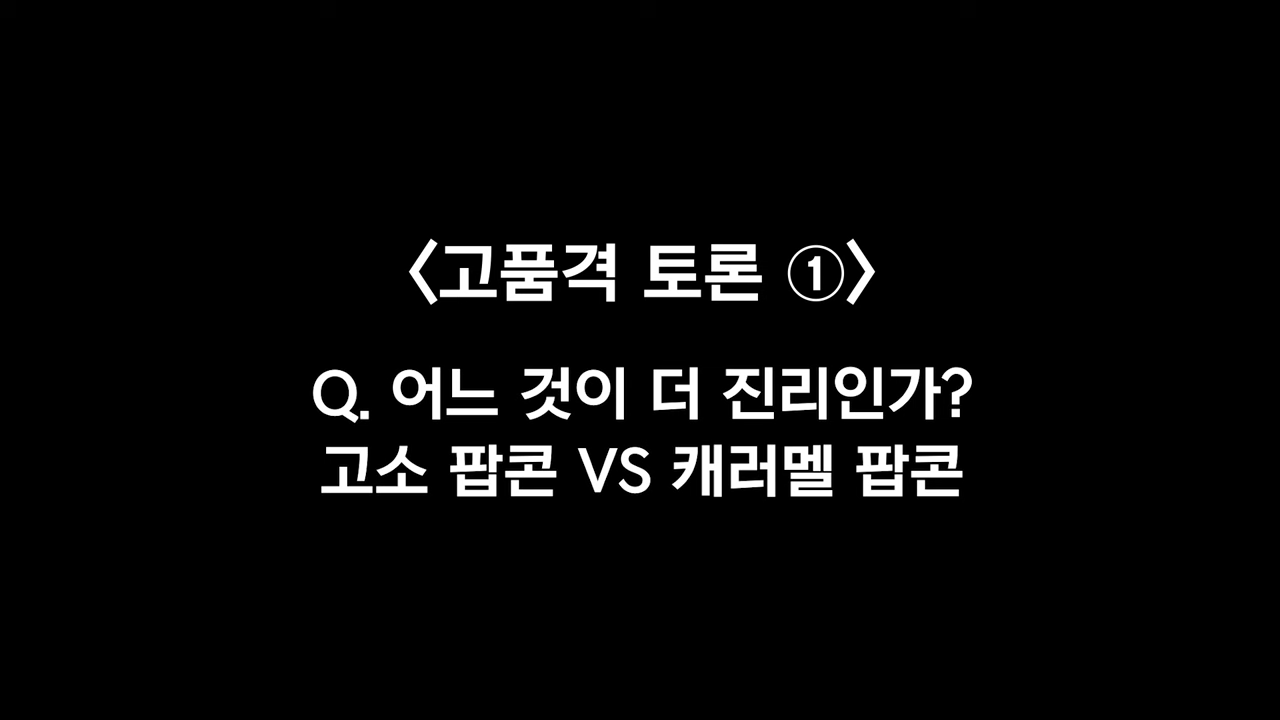 〈고품격 토론 ①〉
Q. 어느 것이 더 진리인가?
고소 팝콘 VS 캐러멜 팝콘